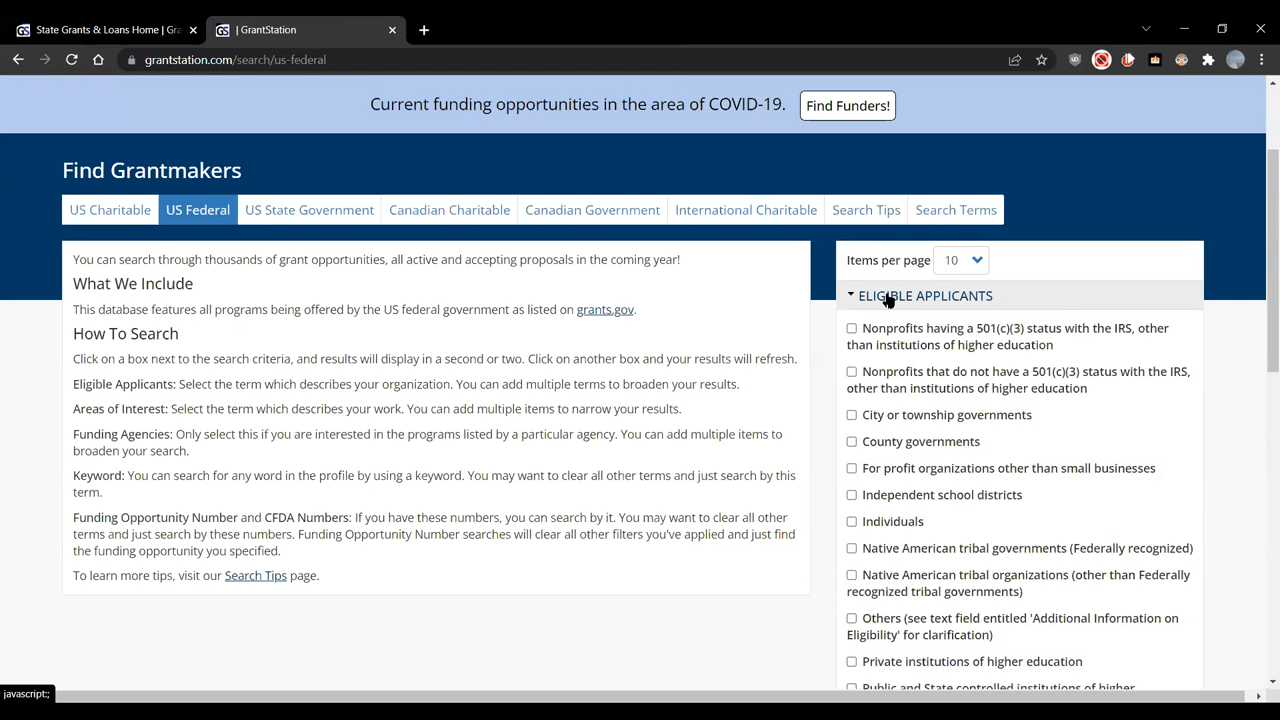 State Grants & Loans Home | Gra
| GrantStation
grantstation.com/search/us-federal
Current funding opportunities in the area of COVID-19.
Find Funders!
Find Grantmakers
US Charitable
US Federal
US State Government
Canadian Charitable
Canadian Government
International Charitable
Search Tips
Search Terms
You can search through thousands of grant opportunities, all active and accepting proposals in the coming year!
What We Include
This database features all programs being offered by the US federal government as listed on grants.gov.
How To Search
Click on a box next to the search criteria, and results will display in a second or two. Click on another box and your results will refresh.
Eligible Applicants: Select the term which describes your organization. You can add multiple terms to broaden your results.
Areas of Interest: Select the term which describes your work. You can add multiple items to narrow your results.
Funding Agencies: Only select this if you are interested in the programs listed by a particular agency. You can add multiple items to
broaden your search.
Keyword: You can search for any word in the profile by using a keyword. You may want to clear all other terms and just search by this
term.
Funding Opportunity Number and CFDA Numbers: If you have these numbers, you can search by it. You may want to clear all other
terms and just search by these numbers. Funding Opportunity Number searches will clear all other filters you've applied and just find
the funding opportunity you specified.
To learn more tips, visit our Search Tips page.
Items per page 10
ELIGIBLE APPLICANTS
Nonprofits having a 501(c)(3) status with the IRS, other
than institutions of higher education
Nonprofits that do not have a 501(c)(3) status with the IRS,
other than institutions of higher education
City or township governments
County governments
For profit organizations other than small businesses
Independent school districts
Individuals
Native American tribal governments (Federally recognized)
Native American tribal organizations (other than Federally
recognized tribal governments)
Others (see text field entitled 'Additional Information on
Eligibility' for clarification)
Private institutions of higher education
Public and State controlled institutions of higher
javascript:;